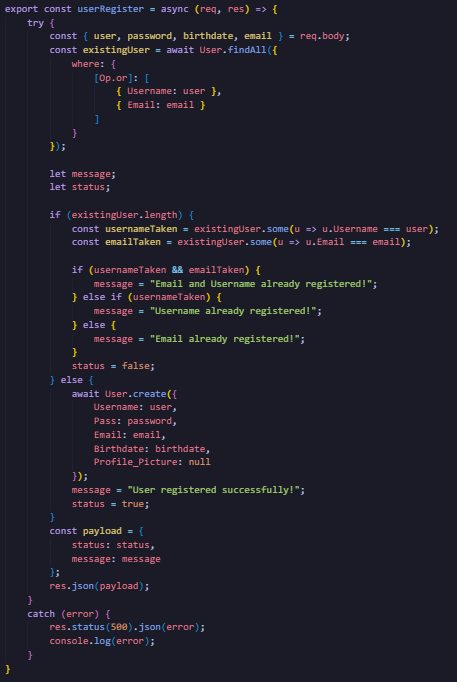 export const userRegister = async (req, res) => {
    try {
        const { user, password, birthdate, email } = req.body;
        const existingUser = await User.findAll({
            where: {
                [Op.or]: [
                    { Username: user },
                    { Email: email }
                ]
            }
        });

        let message;
        let status;

        if (existingUser.length) {
            const usernameTaken = existingUser.some(u => u.Username === user);
            const emailTaken = existingUser.some(u => u.Email === email);

            if (usernameTaken && emailTaken) {
                message = "Email and Username already registered!";
            } else if (usernameTaken) {
                message = "Username already registered!";
            } else {
                message = "Email already registered!";
            }
            status = false;
        } else {
            await User.create({
                Username: user,
                Pass: password,
                Email: email,
                Birthdate: birthdate,
                Profile_Picture: null
            });
            message = "User registered successfully!";
            status = true;
        }
        const payload = {
            status: status,
            message: message
        };
        res.json(payload);
    }
    catch (error) {
        res.status(500).json(error);
        console.log(error);
    }
}